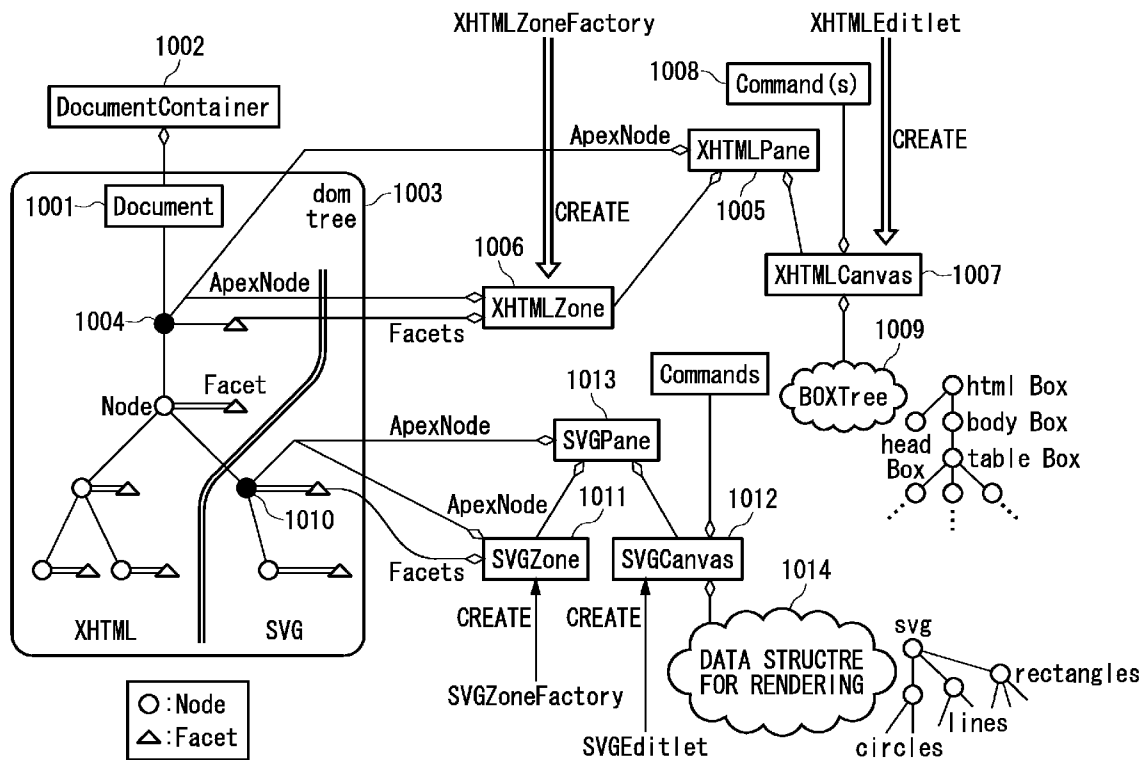 XHTMLZoneFactory
XHTMLEditlet
1002
1008
DocumentContainer
Command(s)
ApexNode
XHTMLPane
CREATE
1001
Document
dom
tree
1003
CREATE
1005
1006
ApexNode
XHTMLZone
XHTMLCanvas
1007
1004
Facets
1009
Facet
Node
1013
Commands
BOXTree
html Box
head
Box
body Box
table Box
ApexNode
SVGPane
1010
ApexNode
1011
1012
Facets
SVGZone
SVGCanvas
1014
XHTML
SVG
CREATE
CREATE
DATA STRUCTRE
FOR RENDERING
svg
rectangles
lines
circles
SVGZoneFactory
SVGEditlet
:Node
:Facet